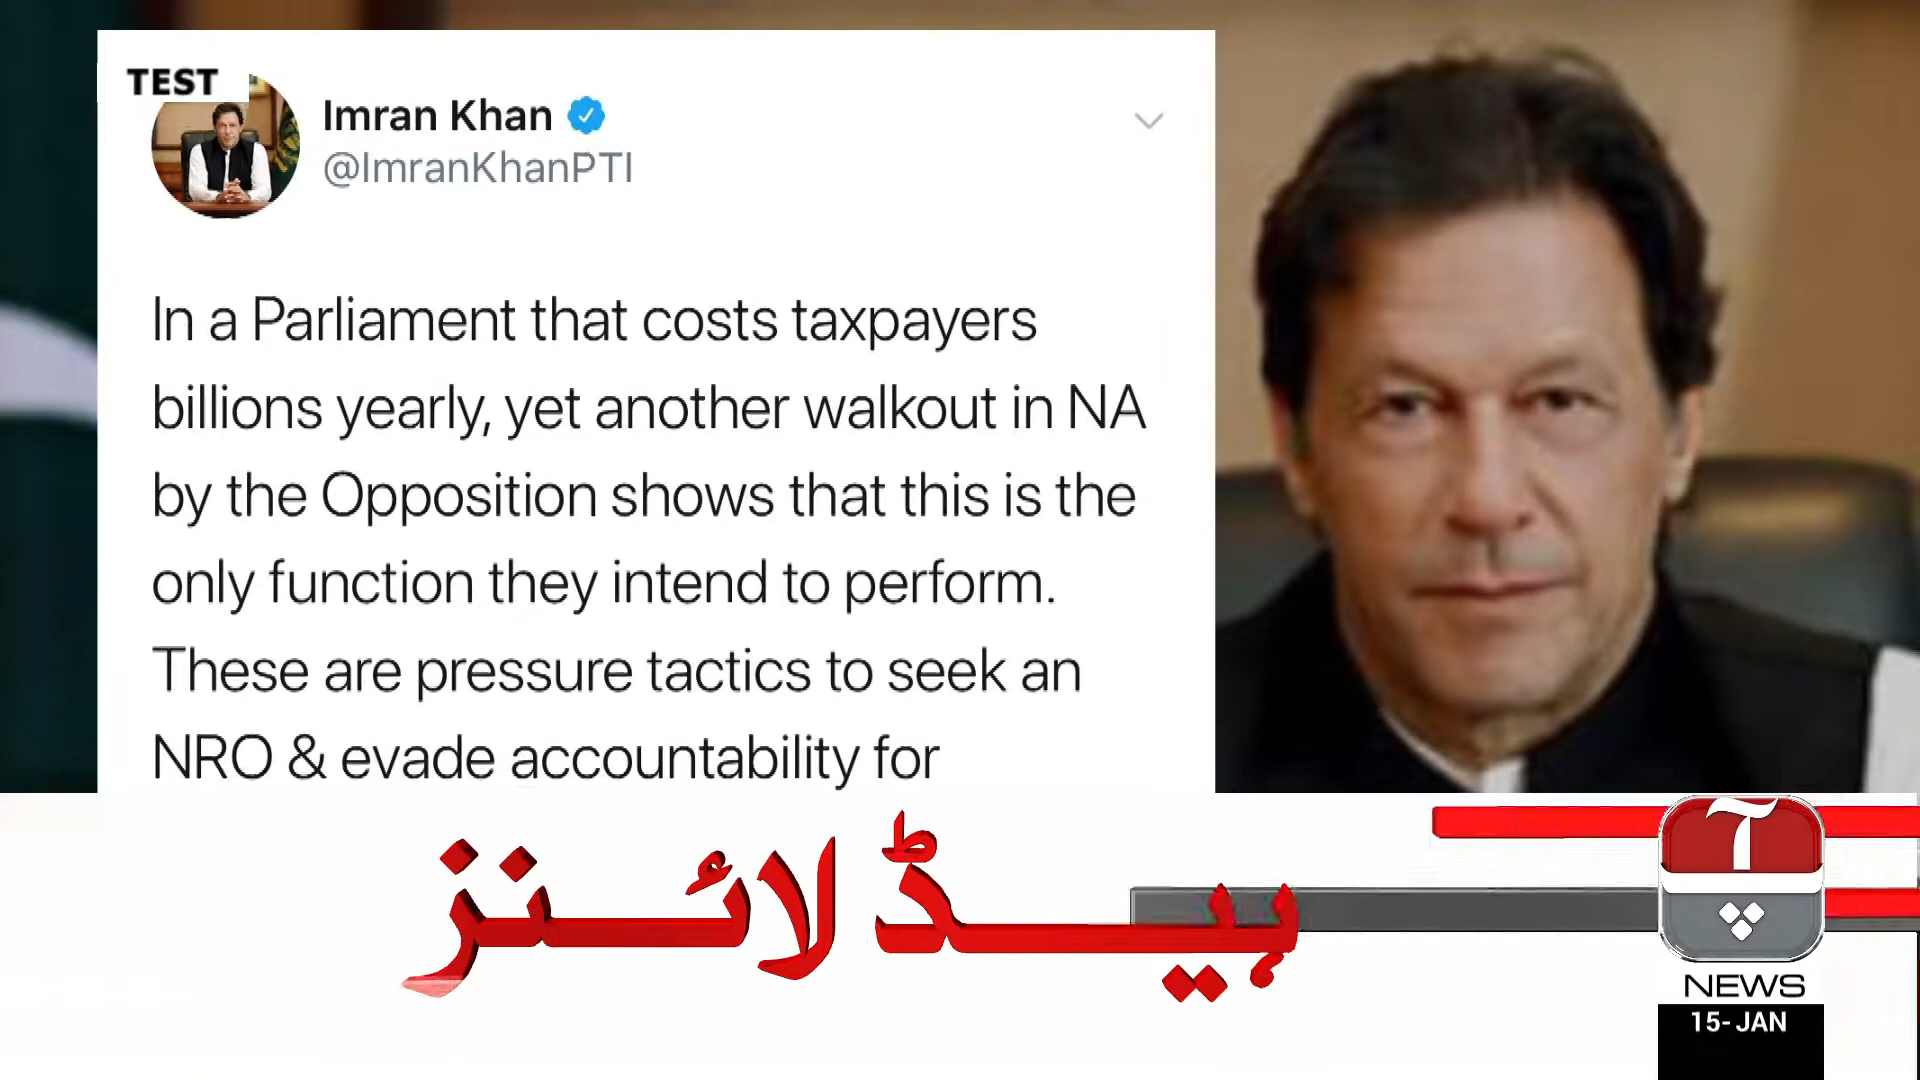 TEST
Imran Khan
@ImranKhanPTI
In a Parliament that costs taxpayers
billions yearly, yet another walkout in NA
by the Opposition shows that this is the
only function they intend to perform.
These are pressure tactics to seek an
NRO & evade accountability for
ہیڈ لائنز
آپ
NEWS
15- JAN